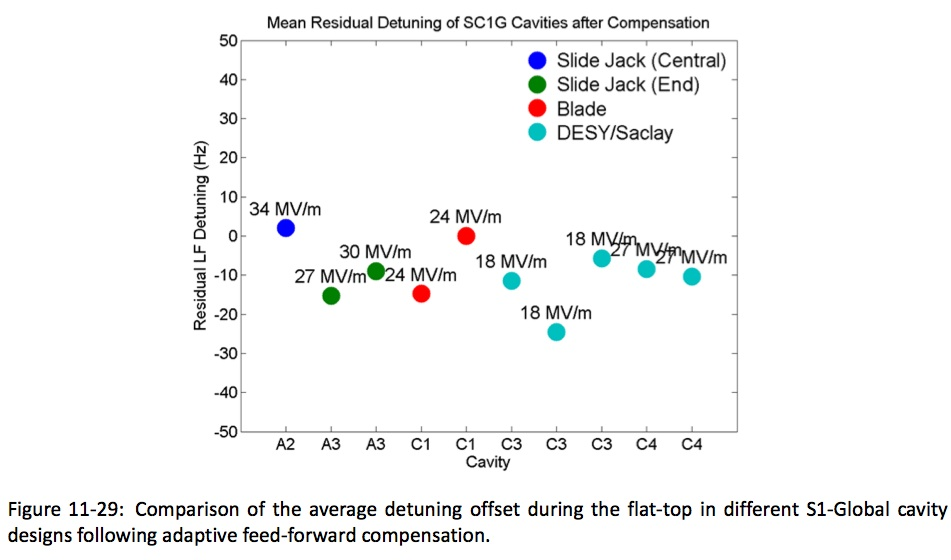 Mean Residual Detuning of SC1G Cavities after Compensation
50
40
30
20
10
0
-10
-20
-30
-40
-50
Residual LF Detuning (Hz)
Slide Jack (Central)
Slide Jack (End)
Blade
DESY/Saclay
34 MV/m
27 MV/m
30 MV/m
24 MV/m
24 MV/m
18 MV/m
18 MV/m
18 MV/m
27 MV/m
27 MV/m
A2 A3 A3 C1 C1 C3 C3 C3 C4 C4
Cavity
Figure 11-29: Comparison of the average detuning offset during the flat-top in different S1-Global cavity
designs following adaptive feed-forward compensation.